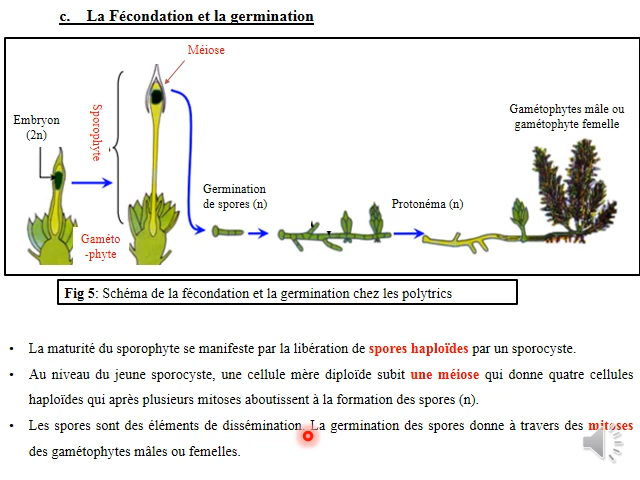 c. La Fécondation et la germination
Méiose
Sporophyte
Embryon
(2n)
Gamétophytes mâle ou
gamétophyte femelle
Germination
de spores (n)
Protonéma (n)
Gaméto
-phyte
Fig 5: Schéma de la fécondation et la germination chez les polytrics
• La maturité du sporophyte se manifeste par la libération de spores haploïdes par un sporocyste.
• Au niveau du jeune sporocyste, une cellule mère diploïde subit une méiose qui donne quatre cellules
haploïdes qui après plusieurs mitoses aboutissent à la formation des spores (n).
• Les spores sont des éléments de dissémination. La germination des spores donne à travers des mitoses
des gamétophytes mâles ou femelles.